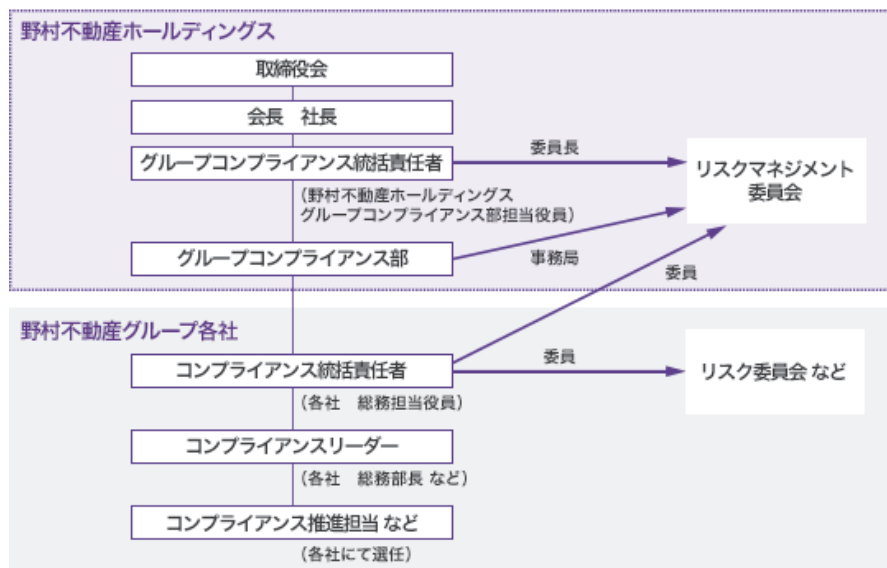 野村不動産ホールディングス
取締役会
会長 社長
グループコンプライアンス統括責任者
委員長
リスクマネジメント
委員会
(野村不動産ホールディングス
グループコンプライアンス部担当役員)
グループコンプライアンス部
事務局
委員
野村不動産グループ各社
コンプライアンス統括責任者
委員
リスク委員会 など
(各社 総務担当役員)
コンプライアンスリーダー
(各社 総務部長 など)
コンプライアンス推進担当 など
(各社にて選任)